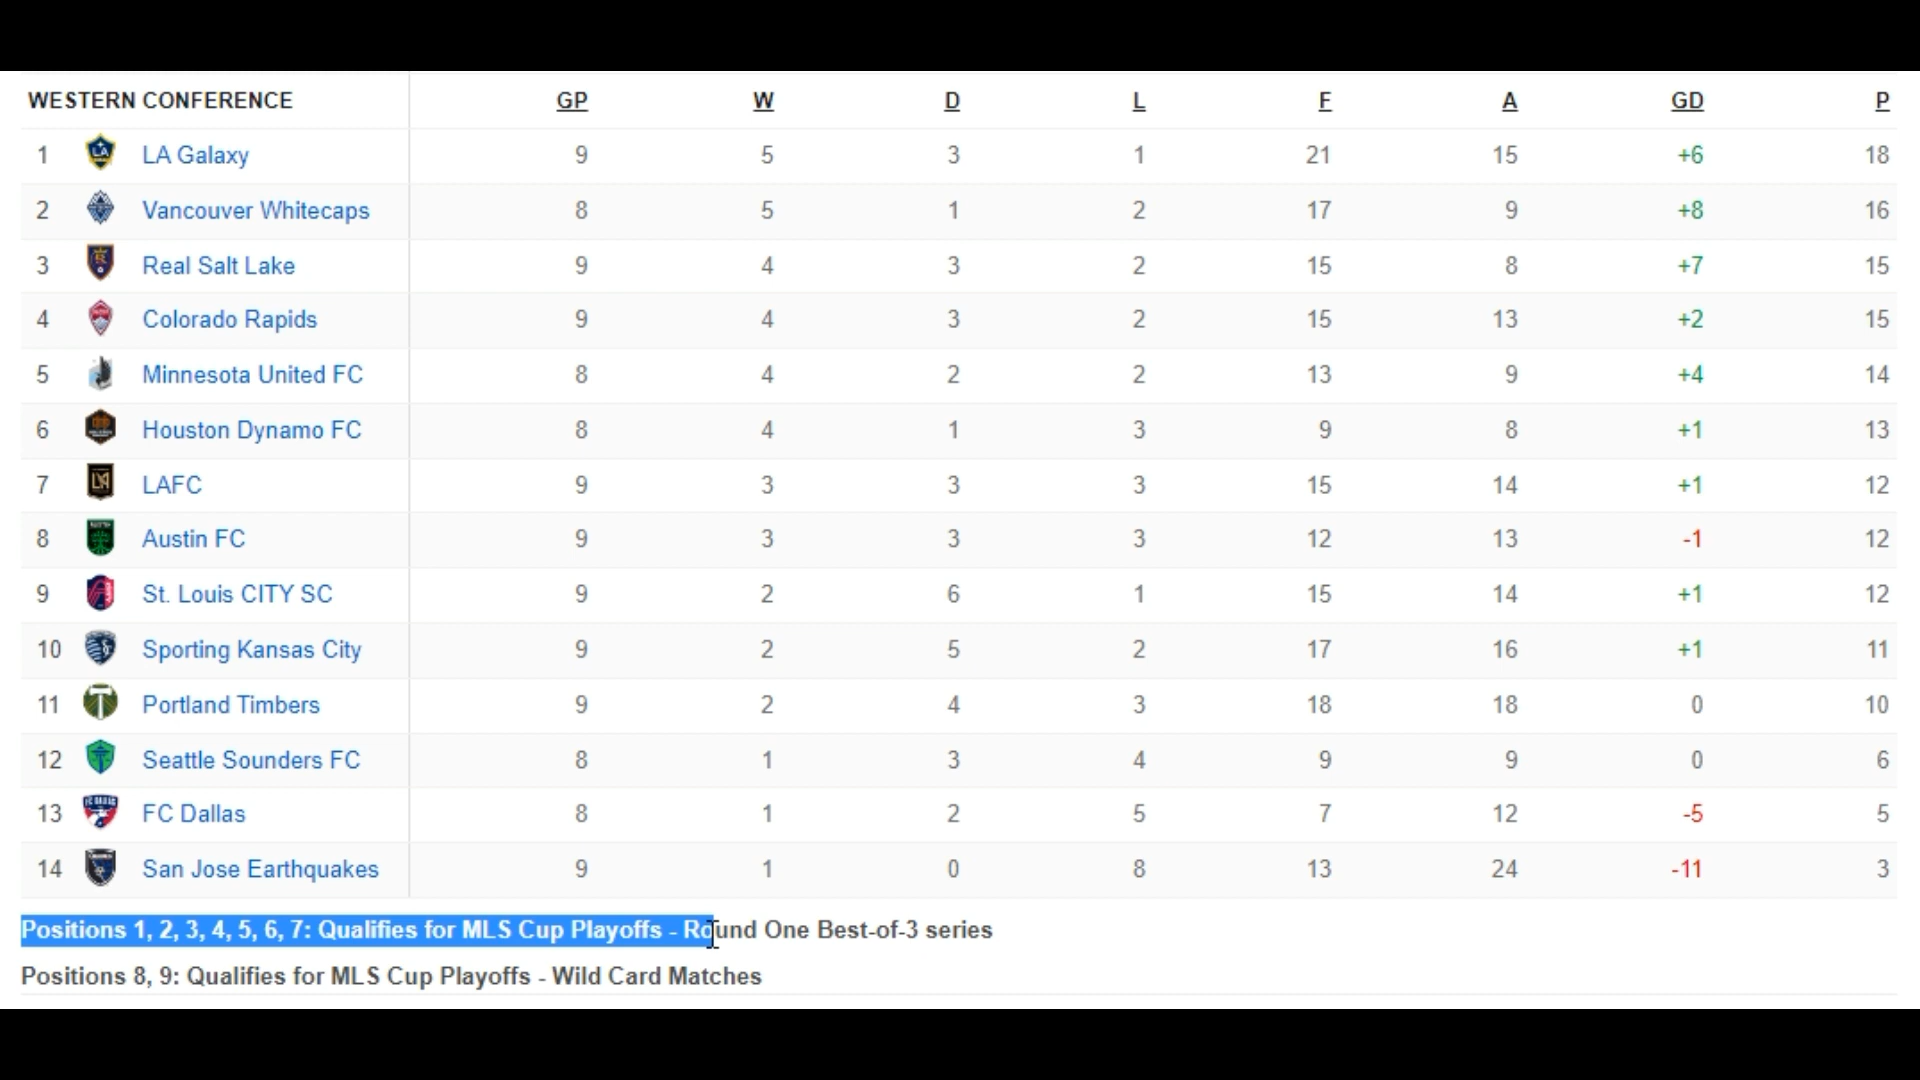 WESTERN CONFERENCE GP W D L F A GD P
1 LA Galaxy 9 5 3 1 21 15 +6 18
2 Vancouver Whitecaps 8 5 1 2 17 9 +8 16
3 Real Salt Lake 9 4 3 2 15 8 +7 15
4 Colorado Rapids 9 4 3 2 15 13 +2 15
5 Minnesota United FC 8 4 2 2 13 9 +4 14
6 Houston Dynamo FC 8 4 1 3 9 8 +1 13
7 LAFC 9 3 3 3 15 14 +1 12
8 Austin FC 9 3 3 3 12 13 -1 12
9 St. Louis CITY SC 9 2 6 1 15 14 +1 12
10 Sporting Kansas City 9 2 5 2 17 16 +1 11
11 Portland Timbers 9 2 4 3 18 18 0 10
12 Seattle Sounders FC 8 1 3 4 9 9 0 6
13 FC Dallas 8 1 2 5 7 12 -5 5
14 San Jose Earthquakes 9 1 0 8 13 24 -11 3
Positions 1, 2, 3, 4, 5, 6, 7: Qualifies for MLS Cup Playoffs - Round One Best-of-3 series
Positions 8, 9: Qualifies for MLS Cup Playoffs - Wild Card Matches